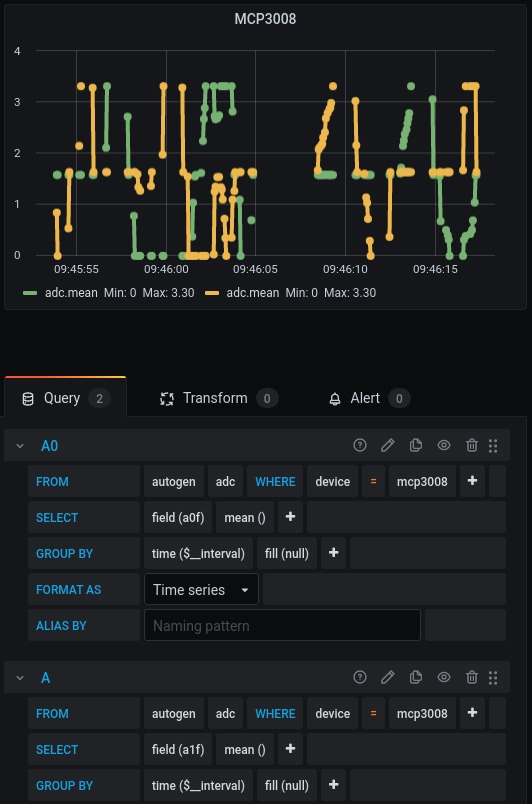 MCP3008
4
3
2
1
0
09:45:55 09:46:00 09:46:05 09:46:10 09:46:15
adc.mean Min: 0 Max: 3.30 adc.mean Min: 0 Max: 3.30
Query 2 Transform 0 Alert 0
A0
FROM autogen adc WHERE device = mcp3008 +
SELECT field (a0f) mean () +
GROUP BY time ($__interval) fill (null) +
FORMAT AS Time series
ALIAS BY Naming pattern
A
FROM autogen adc WHERE device = mcp3008 +
SELECT field (a1f) mean () +
GROUP BY time ($__interval) fill (null) +